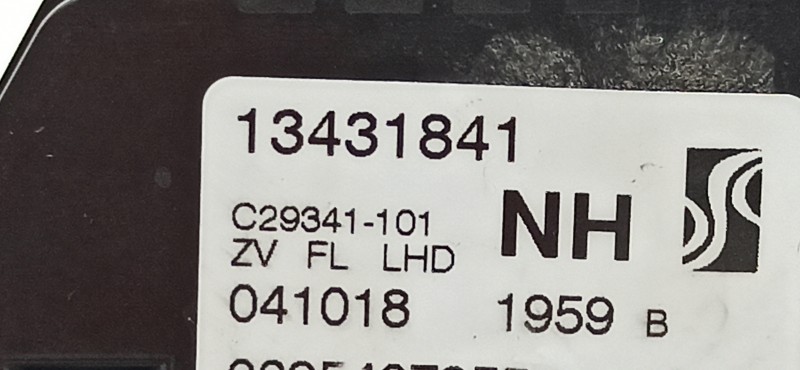 13431841
C29341-101 NH
ZV FL LHD
041018 1959 B